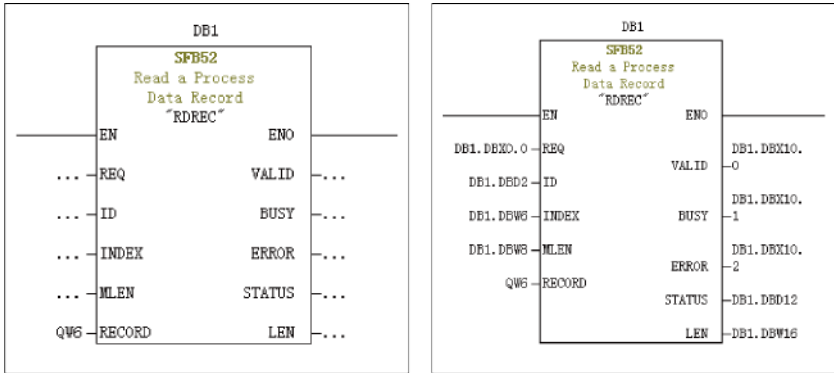 DB1
SFB52
Read a Process
Data Record
"RDREC"
EN ENO
... REQ VALID ...
... ID BUSY ...
... INDEX ERROR ...
... MLEN STATUS ...
QW6 RECORD LEN ...
DB1
SFB52
Read a Process
Data Record
"RDREC"
EN ENO
DB1.DBX0.0 REQ DB1.DBX10.
VALID 0
DB1.DBD2 ID
DB1.DBX10.
DB1.DBW6 INDEX BUSY 1
DB1.DBW8 MLEN DB1.DBX10.
ERROR 2
QW6 RECORD
STATUS DB1.DBD12
LEN DB1.DBW16